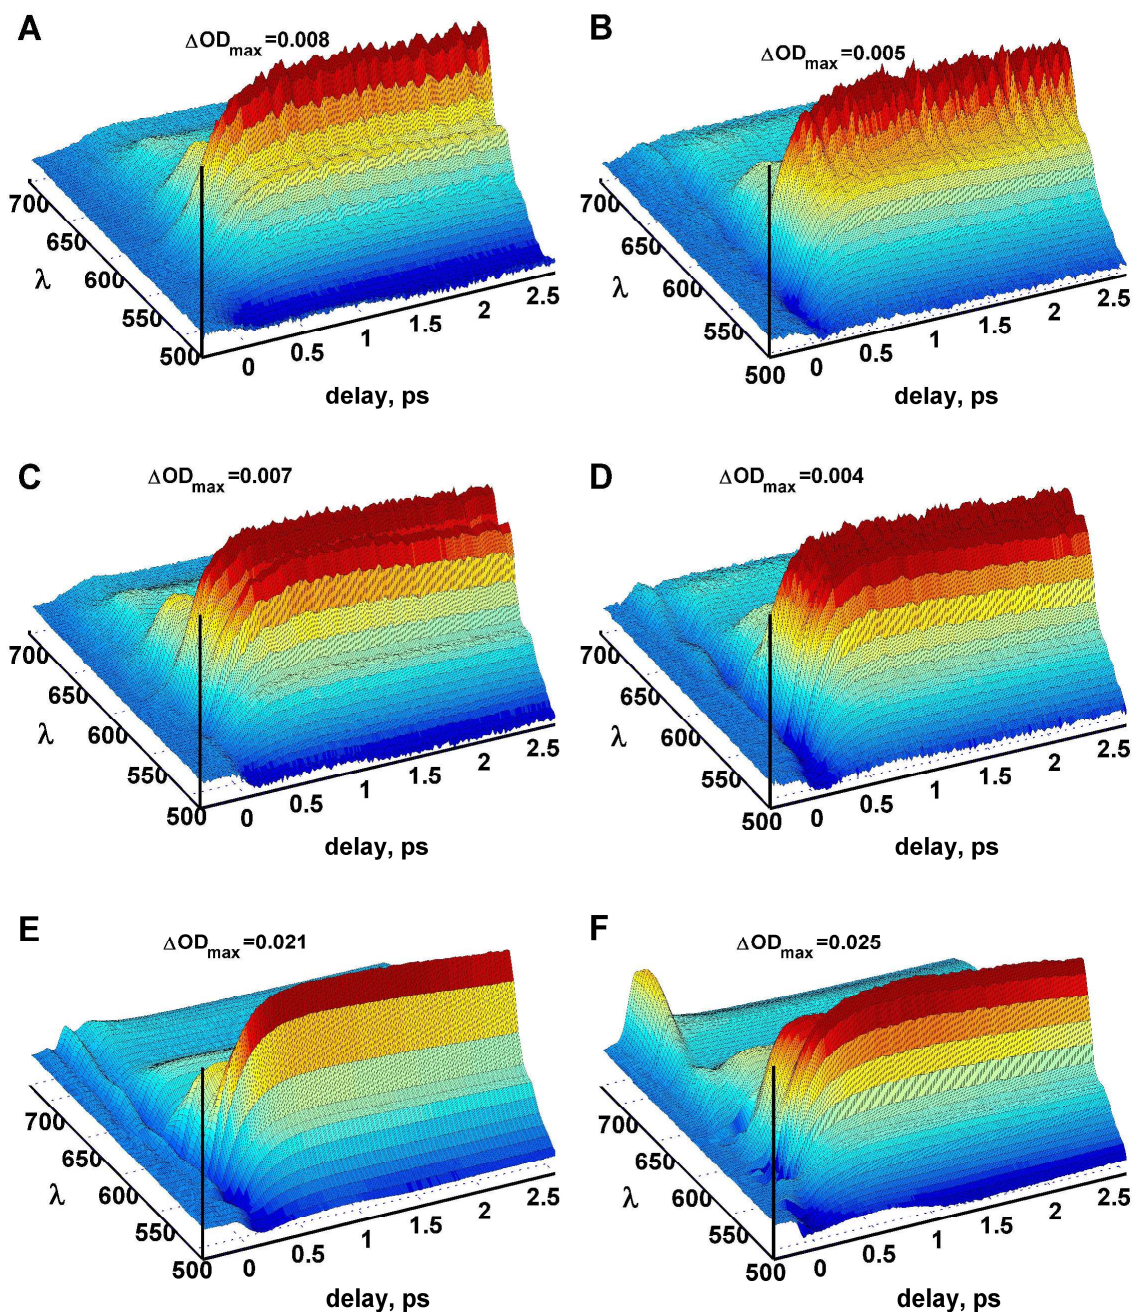 A
ΔODmax=0.008
700
650
600
550
500
λ
0
0.5
1
1.5
2
2.5
delay, ps
B
ΔODmax=0.005
700
650
600
550
500
λ
0
0.5
1
1.5
2
2.5
delay, ps
C
ΔODmax=0.007
700
650
600
550
500
λ
0
0.5
1
1.5
2
2.5
delay, ps
D
ΔODmax=0.004
700
650
600
550
500
λ
0
0.5
1
1.5
2
2.5
delay, ps
E
ΔODmax=0.021
700
650
600
550
500
λ
0
0.5
1
1.5
2
2.5
delay, ps
F
ΔODmax=0.025
700
650
600
550
500
λ
0
0.5
1
1.5
2
2.5
delay, ps